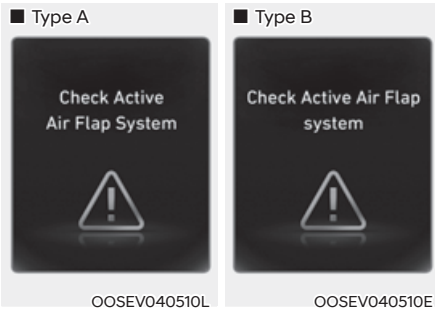 ■ Type A
Check Active
Air Flap System
OOSEV040510L
■ Type B
Check Active Air Flap
system
OOSEV040510E